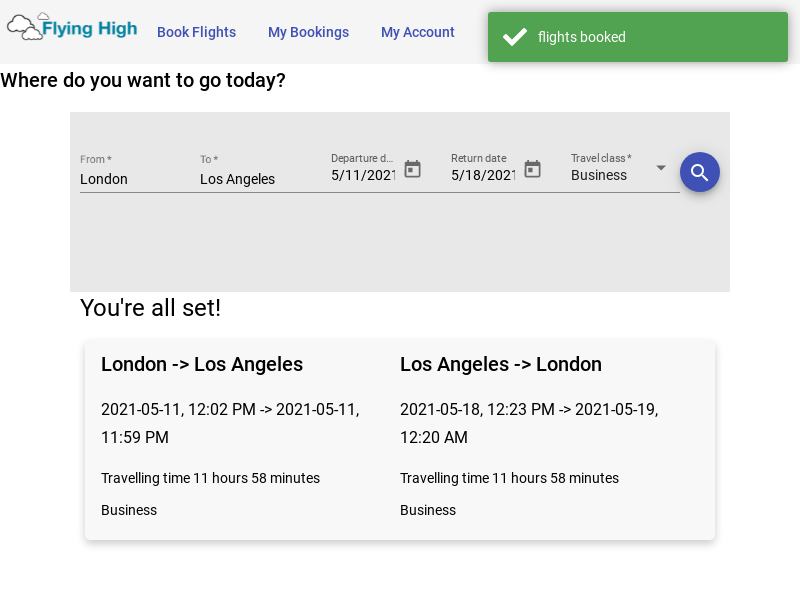 Flying High
Book Flights
My Bookings
My Account
flights booked
Where do you want to go today?
From *
London
To *
Los Angeles
Departure d...
5/11/2021
Return date
5/18/2021
Travel class *
Business
You're all set!
London -> Los Angeles
2021-05-11, 12:02 PM -> 2021-05-11,
11:59 PM
Travelling time 11 hours 58 minutes
Business
Los Angeles -> London
2021-05-18, 12:23 PM -> 2021-05-19,
12:20 AM
Travelling time 11 hours 58 minutes
Business